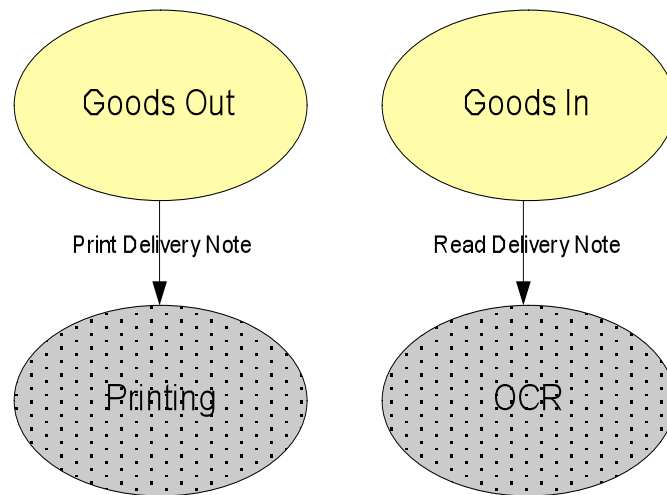 Goods Out
Goods In
Print Delivery Note
Read Delivery Note
Printing
OCR